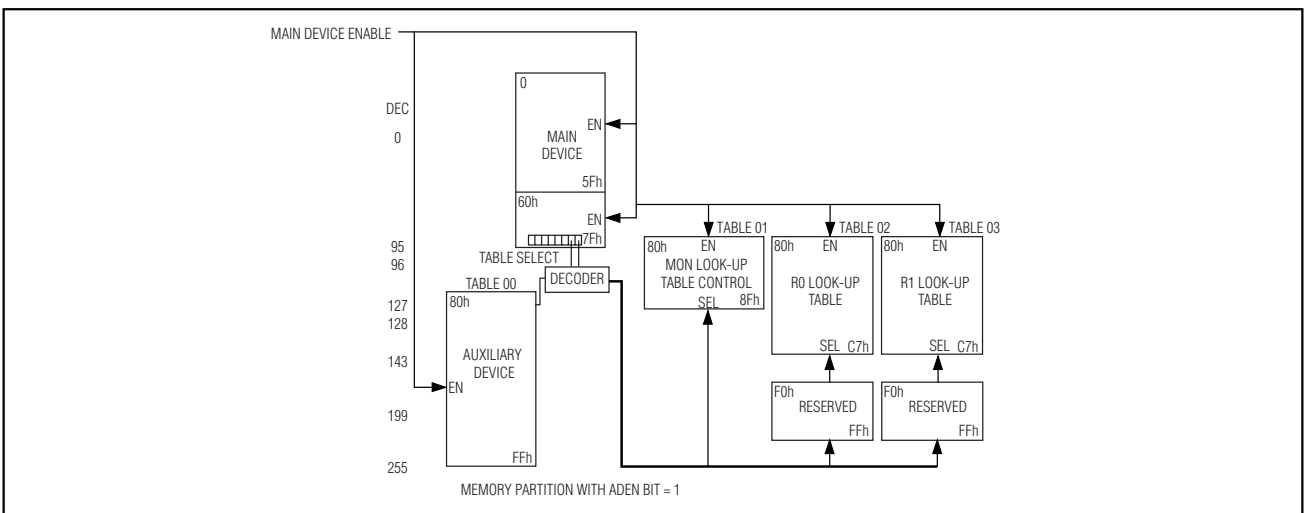 MAIN DEVICE ENABLE
DEC
0
95
96
127
128
143
199
255
0
EN
MAIN
DEVICE
5Fh
60h
EN
7Fh
TABLE SELECT
DECODER
TABLE 00
80h
AUXILIARY
DEVICE
EN
FFh
TABLE 01
80h
EN
MON LOOK-UP
TABLE CONTROL
SEL
8Fh
TABLE 02
80h
EN
R0 LOOK-UP
TABLE
SEL
C7h
F0h
RESERVED
FFh
TABLE 03
80h
EN
R1 LOOK-UP
TABLE
SEL
C7h
F0h
RESERVED
FFh
MEMORY PARTITION WITH ADEN BIT = 1